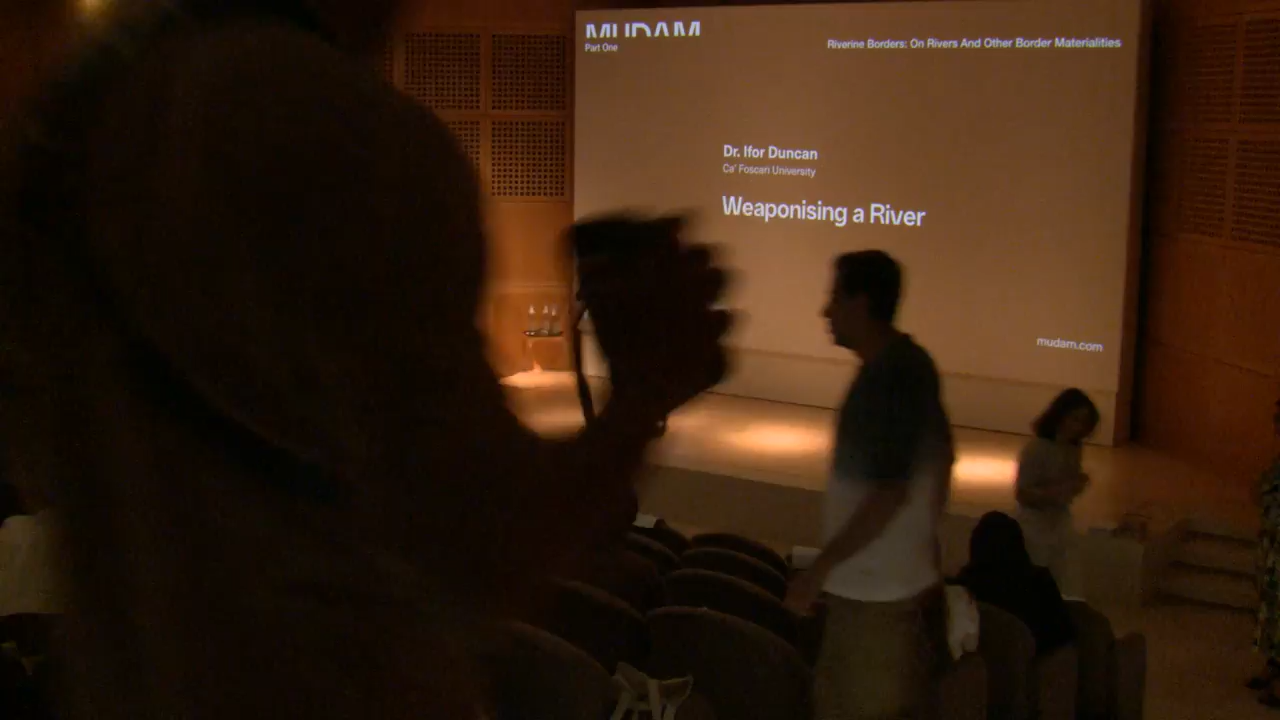 MUDAM
Part One
Riverine Borders: On Rivers And Other Border Materialities
Dr. Ifor Duncan
Ca' Foscari University
Weaponising a River
mudam.com